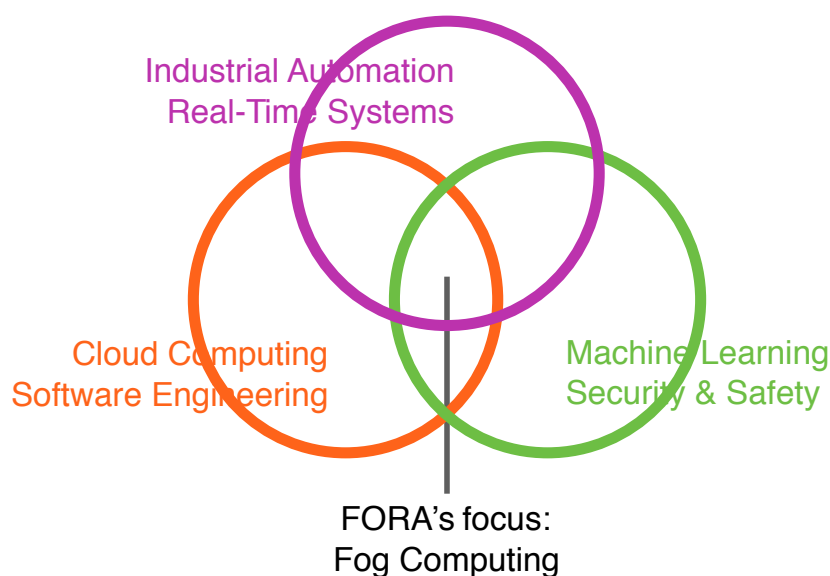 Industrial Automation
Real-Time Systems
Cloud Computing
Software Engineering
Machine Learning
Security & Safety
FORA’s focus:
Fog Computing